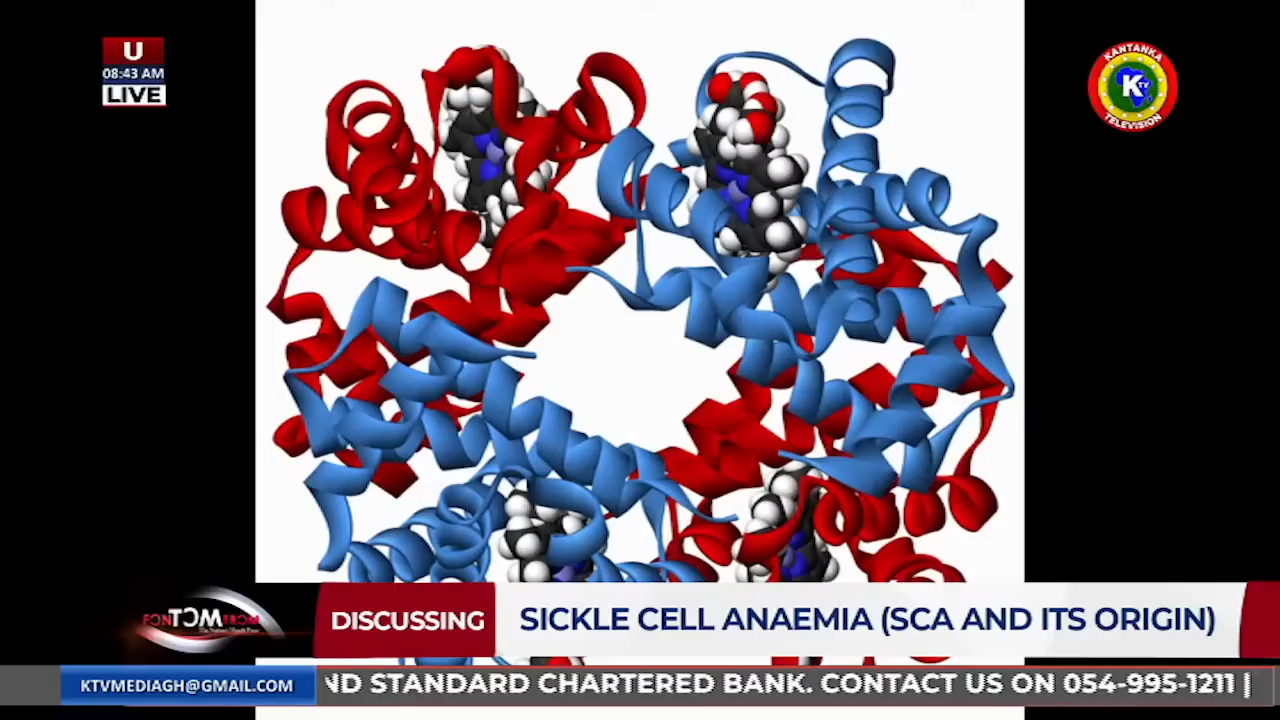 U
08:43 AM
LIVE
KANTANKA
KTV
TELEVISION
FONTOMFROM
DISCUSSING
SICKLE CELL ANAEMIA (SCA AND ITS ORIGIN)
KTVMEDIAGH@GMAIL.COM
ND STANDARD CHARTERED BANK. CONTACT US ON 054-995-1211 |